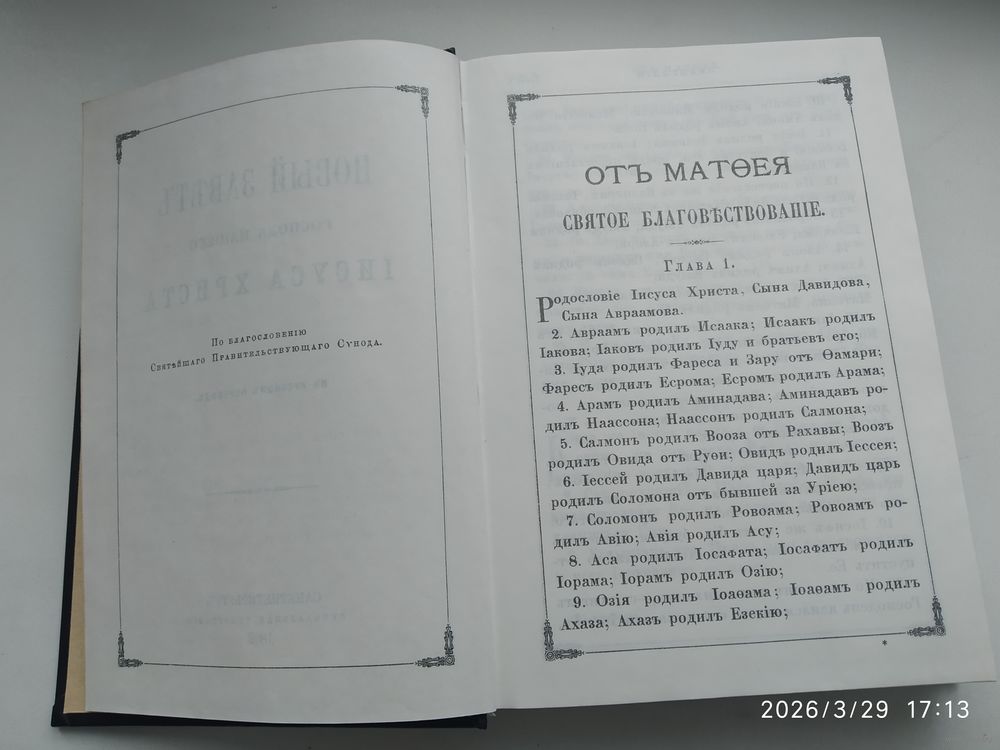 По благословению
Святѣйшаго Правительствующаго Сѵнода.
ОТЪ МАТѲЕЯ
СВЯТОЕ БЛАГОВѢСТВОВАНІЕ.
Глава 1.
Родословіе Іисуса Христа, Сына Давидова,
Сына Авраамова.
2. Авраамъ родилъ Исаака; Исаакъ родилъ
Іакова; Іаковъ родилъ Іуду и братьевъ его;
3. Іуда родилъ Фареса и Зару отъ Ѳамари;
Фаресъ родилъ Есрома; Есромъ родилъ Арама;
4. Арамъ родилъ Аминадава; Аминадавъ ро-
дилъ Наассона; Наассонъ родилъ Салмона;
5. Салмонъ родилъ Вооза отъ Рахавы; Воозъ
родилъ Овида отъ Руѳи; Овидъ родилъ Іессея;
6. Іессей родилъ Давида царя; Давидъ царь
родилъ Соломона отъ бывшей за Уріею;
7. Соломонъ родилъ Ровоама; Ровоамъ ро-
дилъ Авію; Авія родилъ Асу;
8. Аса родилъ Іосафата; Іосафатъ родилъ
Іорама; Іорамъ родилъ Озію;
9. Озія родилъ Іоаѳама; Іоаѳамъ родилъ
Ахаза; Ахазъ родилъ Езекію;
*
2026/3/29 17:13